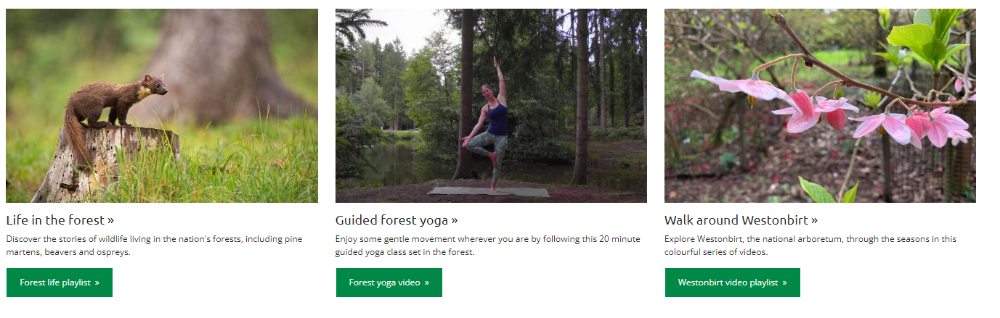 Life in the forest »
Discover the stories of wildlife living in the nation's forests, including pine
martens, beavers and ospreys.
Forest life playlist »
Guided forest yoga »
Enjoy some gentle movement wherever you are by following this 20 minute
guided yoga class set in the forest.
Forest yoga video »
Walk around Westonbirt »
Explore Westonbirt, the national arboretum, through the seasons in this
colourful series of videos.
Westonbirt video playlist »